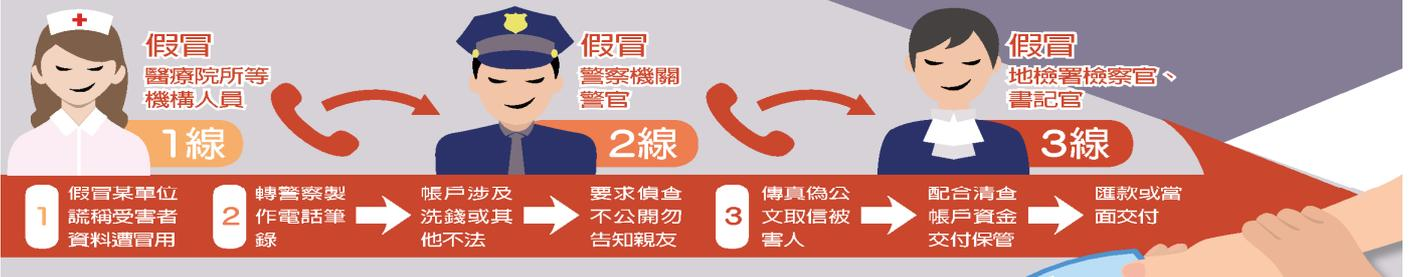 假冒
醫療院所等
機構人員
1線
假冒
警察機關
警官
2線
假冒
地檢署檢察官、
書記官
3線
1
假冒某單位
謊稱受害者
資料遭冒用
2
轉警察製
作電話筆
錄
帳戶涉及
洗錢或其
他不法
要求偵查
不公開勿
告知親友
3
傳真偽公
文取信被
害人
配合清查
帳戶資金
交付保管
匯款或當
面交付